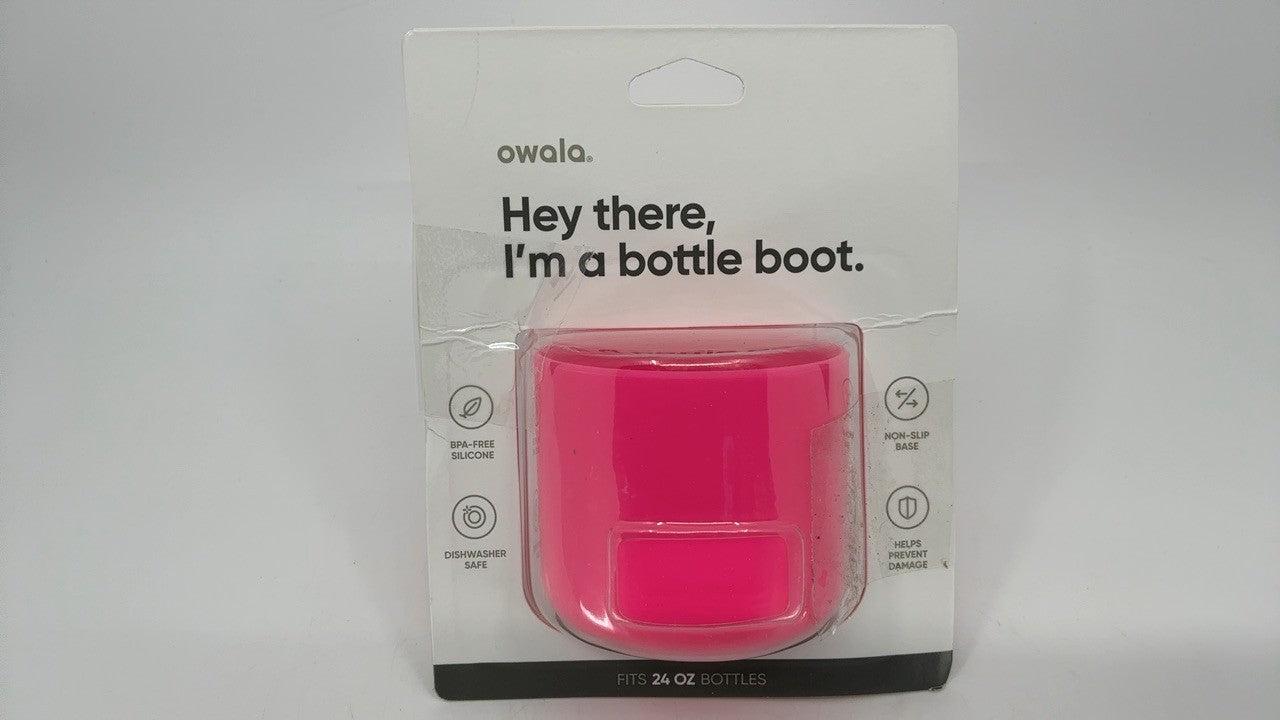 owala®
Hey there,
I'm a bottle boot.
BPA-FREE
SILICONE
NON-SLIP
BASE
DISHWASHER
SAFE
HELPS
PREVENT
DAMAGE
FITS 24 OZ BOTTLES